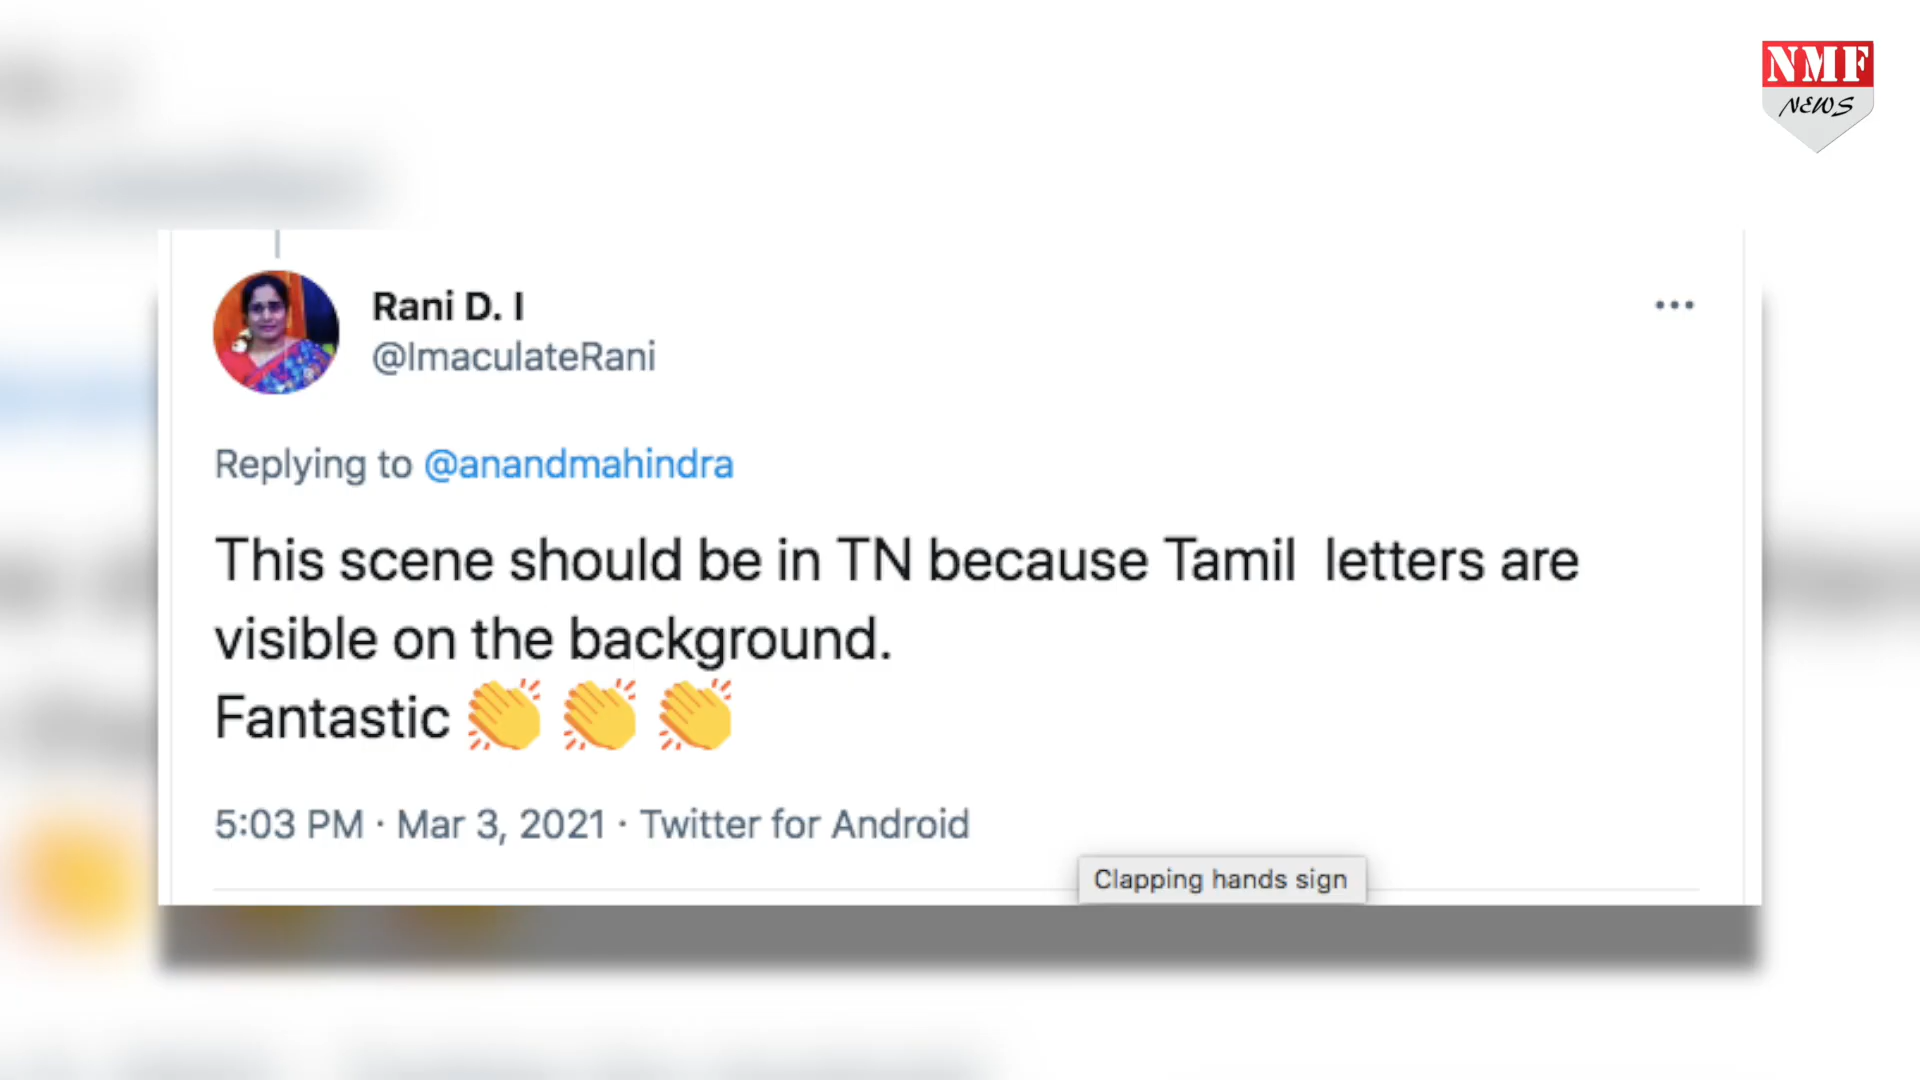 NMF
NEWS
Rani D. I
@ImaculateRani
Replying to @anandmahindra
This scene should be in TN because Tamil letters are
visible on the background.
Fantastic 👏 👏 👏
5:03 PM · Mar 3, 2021 · Twitter for Android
Clapping hands sign